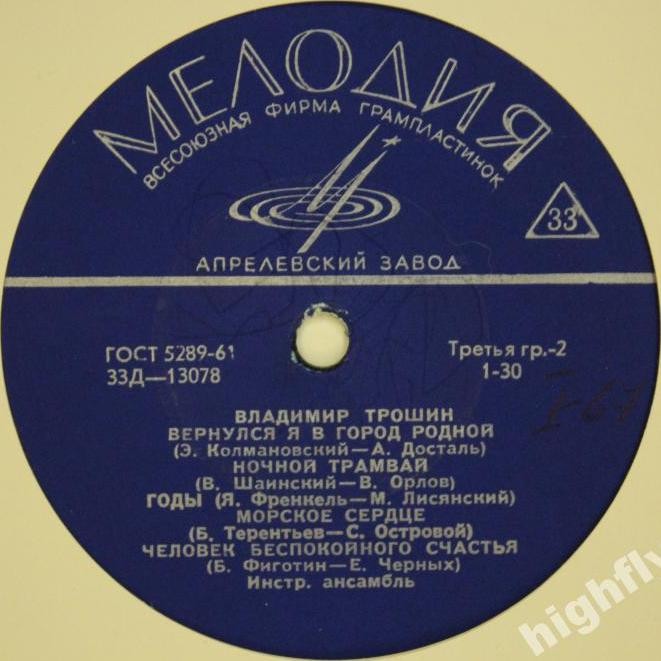 МЕЛОДИЯ
ВСЕСОЮЗНАЯ ФИРМА ГРАМПЛАСТИНОК
33
АПРЕЛЕВСКИЙ ЗАВОД
ГОСТ 5289-61
Третья гр.-2
33Д—13078
1-30
X-67
ВЛАДИМИР ТРОШИН
ВЕРНУЛСЯ Я В ГОРОД РОДНОЙ
(Э. Колмановский—А. Досталь)
НОЧНОЙ ТРАМВАЙ
(В. Шаинский—В. Орлов)
ГОДЫ (Я. Френкель—М. Лисянский)
МОРСКОЕ СЕРДЦЕ
(Б. Терентьев—С. Островой)
ЧЕЛОВЕК БЕСПОКОЙНОГО СЧАСТЬЯ
(Б. Фиготин—Е. Черных)
Инстр. ансамбль
highfly